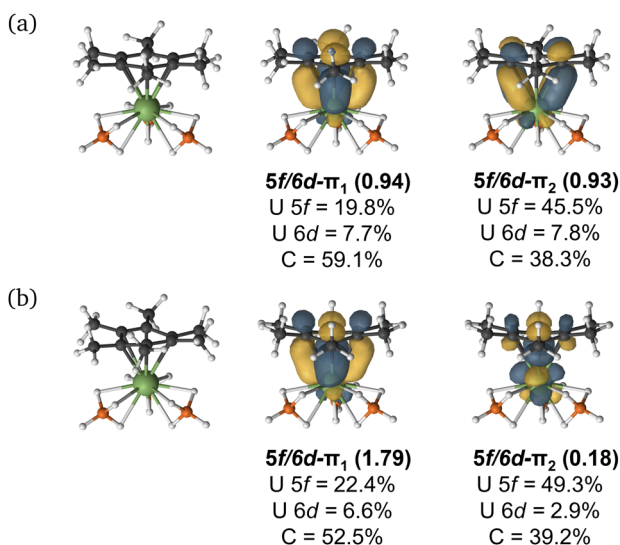 (a)
5f/6d-π₁ (0.94)
U 5f = 19.8%
U 6d = 7.7%
C = 59.1%
5f/6d-π₂ (0.93)
U 5f = 45.5%
U 6d = 7.8%
C = 38.3%
(b)
5f/6d-π₁ (1.79)
U 5f = 22.4%
U 6d = 6.6%
C = 52.5%
5f/6d-π₂ (0.18)
U 5f = 49.3%
U 6d = 2.9%
C = 39.2%